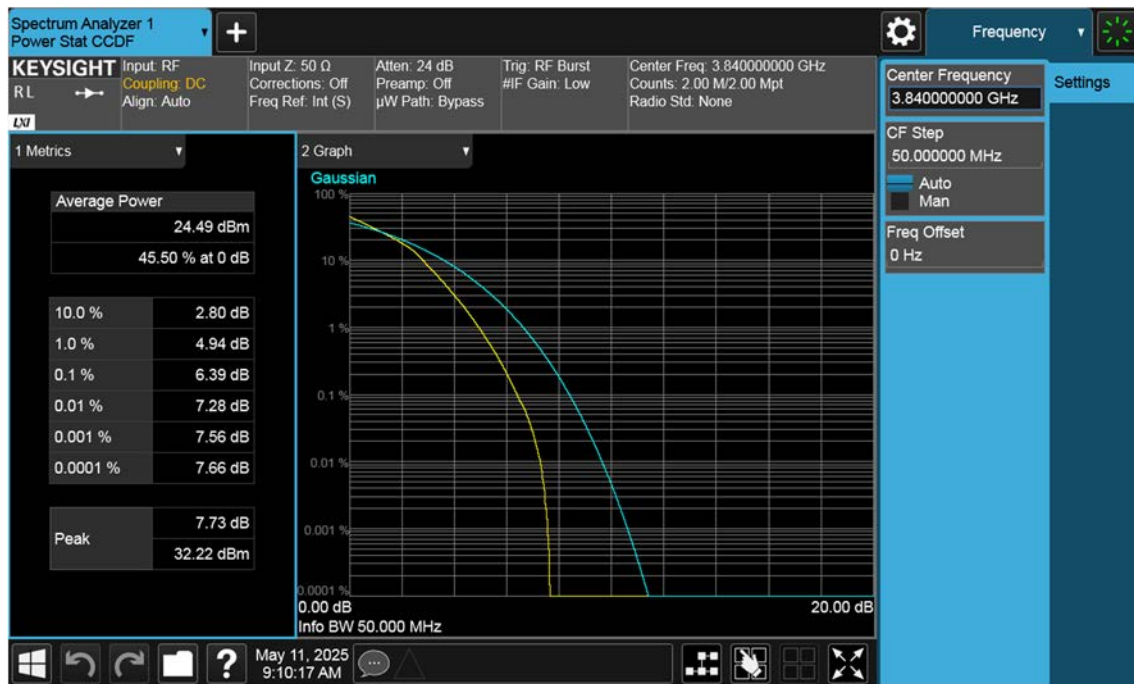 Spectrum Analyzer 1
Power Stat CCDF
+
Frequency
KEYSIGHT
RL
LXI
Input: RF
Coupling: DC
Align: Auto
Input Z: 50 Ω
Corrections: Off
Freq Ref: Int (S)
Atten: 24 dB
Preamp: Off
µW Path: Bypass
Trig: RF Burst
#IF Gain: Low
Center Freq: 3.840000000 GHz
Counts: 2.00 M/2.00 Mpt
Radio Std: None
Center Frequency
3.840000000 GHz
Settings
CF Step
50.000000 MHz
Auto
Man
Freq Offset
0 Hz
1 Metrics
Average Power
24.49 dBm
45.50 % at 0 dB
10.0 % 2.80 dB
1.0 % 4.94 dB
0.1 % 6.39 dB
0.01 % 7.28 dB
0.001 % 7.56 dB
0.0001 % 7.66 dB
Peak
7.73 dB
32.22 dBm
2 Graph
Gaussian
100 %
10 %
1 %
0.1 %
0.01 %
0.001 %
0.0001 %
0.00 dB 20.00 dB
Info BW 50.000 MHz
?
May 11, 2025
9:10:17 AM